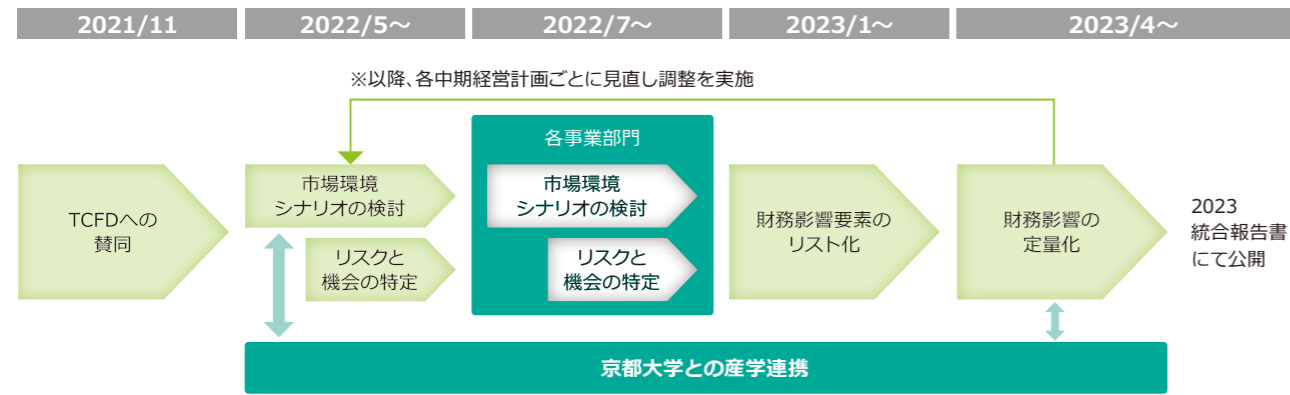 2021/11
2022/5～
2022/7～
2023/1～
2023/4～
※以降、各中期経営計画ごとに見直し調整を実施
TCFDへの
賛同
市場環境
シナリオの検討
リスクと
機会の特定
各事業部門
市場環境
シナリオの検討
リスクと
機会の特定
財務影響要素の
リスト化
財務影響の
定量化
2023
統合報告書
にて公開
京都大学との産学連携